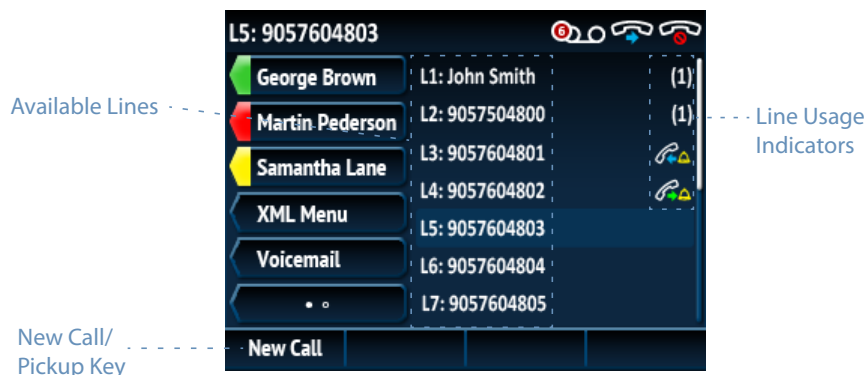 L5: 9057604803
6
George Brown
Martin Pederson
Samantha Lane
XML Menu
Voicemail
L1: John Smith (1)
L2: 9057504800 (1)
L3: 9057604801
L4: 9057604802
L5: 9057604803
L6: 9057604804
L7: 9057604805
New Call
Available Lines
Line Usage
Indicators
New Call/
Pickup Key